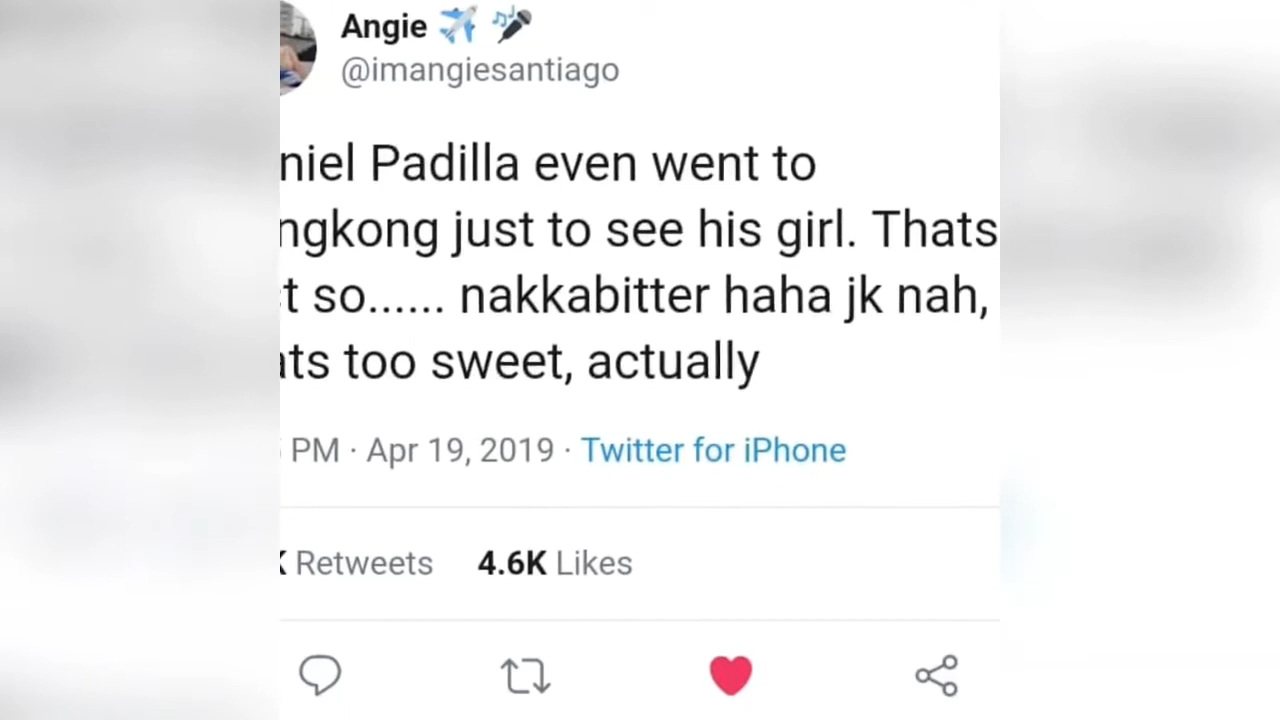 Angie
@imangiesantiago
niel Padilla even went to
ngkong just to see his girl. Thats
t so...... nakkabitter haha jk nah,
ats too sweet, actually
PM · Apr 19, 2019 · Twitter for iPhone
K Retweets 4.6K Likes